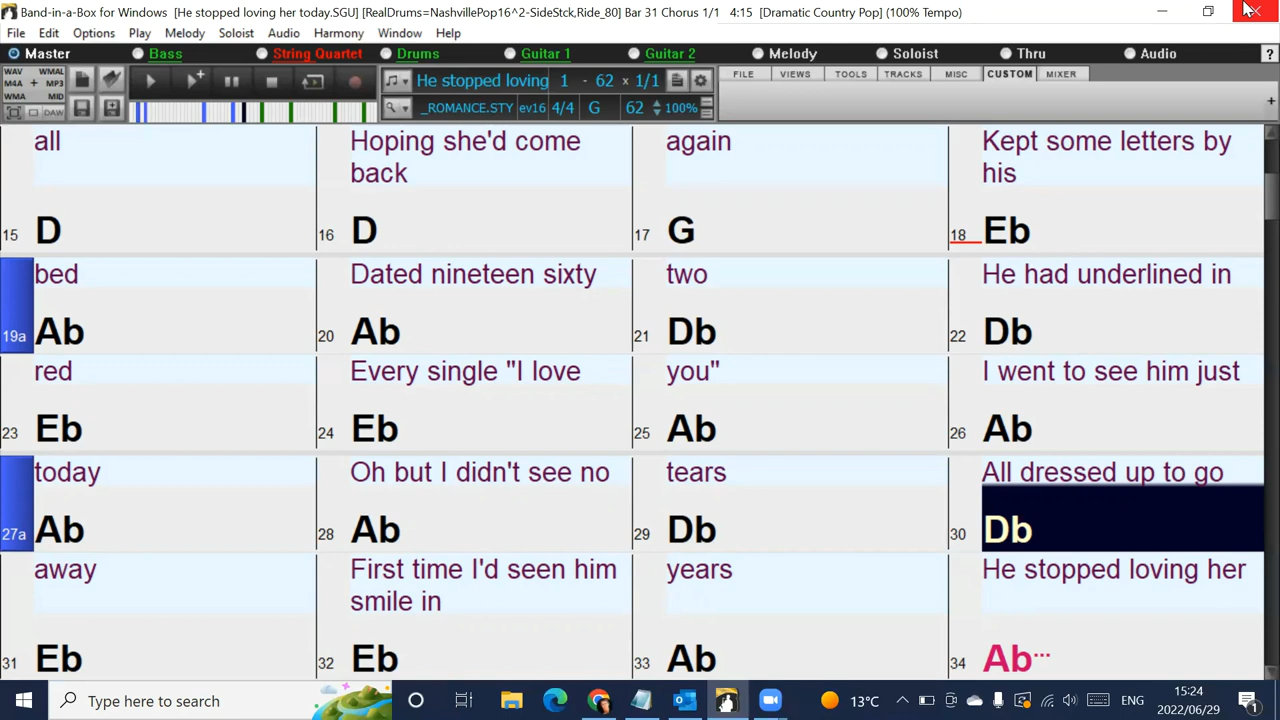 Band-in-a-Box for Windows   [He stopped loving her today.SGU] [RealDrums=NashvillePop16^2-SideStck,Ride_80] Bar 31 Chorus 1/1   4:15  [Dramatic Country Pop] (100% Tempo)
File Edit Options Play Melody Soloist Audio Harmony Window Help
Master Bass String Quartet Drums Guitar 1 Guitar 2 Melody Soloist Thru Audio ?
WAV WMAL
M4A + MP3
WMA MID
DAW
He stopped loving 1 - 62 x 1/1
_ROMANCE.STY ev16 4/4 G 62 100%
FILE VIEWS TOOLS TRACKS MISC CUSTOM MIXER
+
all Hoping she'd come back again Kept some letters by his
15 D 16 D 17 G 18 Eb
bed Dated nineteen sixty two He had underlined in
19a Ab 20 Ab 21 Db 22 Db
red Every single "I love you" I went to see him just
23 Eb 24 Eb 25 Ab 26 Ab
today Oh but I didn't see no tears All dressed up to go
27a Ab 28 Ab 29 Db 30 Db
away First time I'd seen him smile in years He stopped loving her
31 Eb 32 Eb 33 Ab 34 Ab...
Type here to search 13°C ENG 15:24
2022/06/29 1